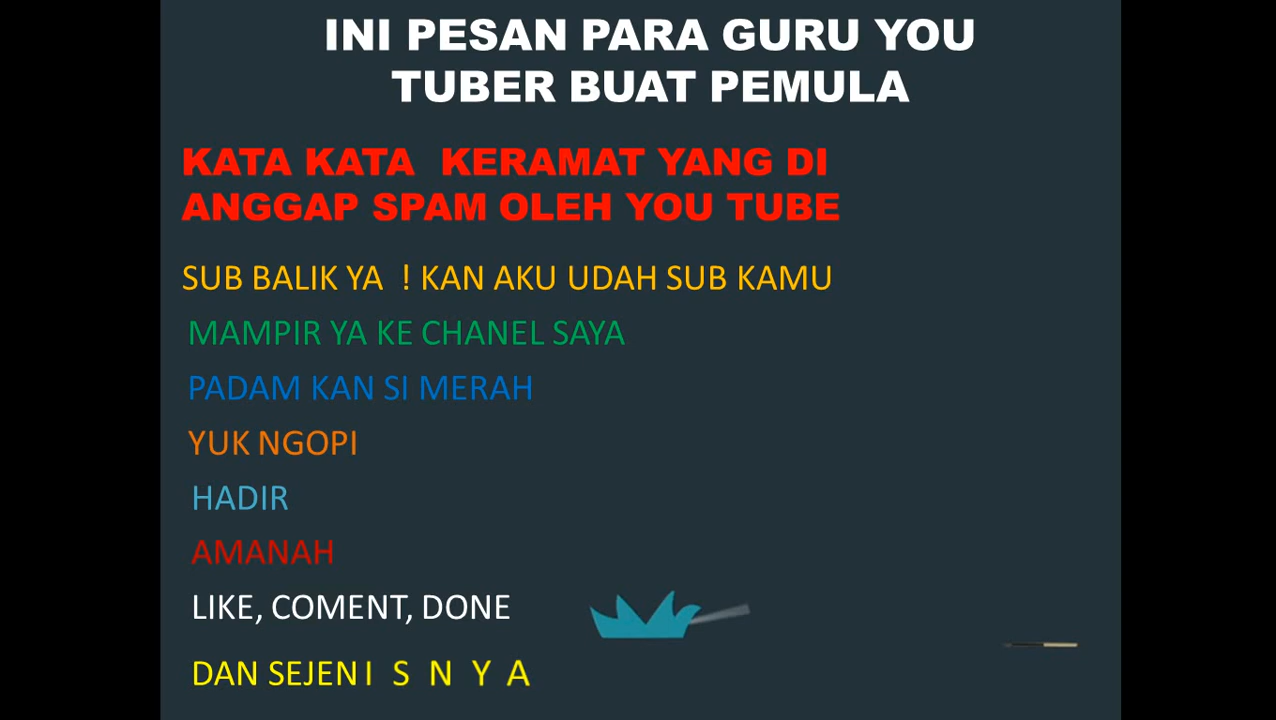 INI PESAN PARA GURU YOU
TUBER BUAT PEMULA
KATA KATA KERAMAT YANG DI
ANGGAP SPAM OLEH YOU TUBE
SUB BALIK YA ! KAN AKU UDAH SUB KAMU
MAMPIR YA KE CHANEL SAYA
PADAM KAN SI MERAH
YUK NGOPI
HADIR
AMANAH
LIKE, COMENT, DONE
DAN SEJENI S N Y A